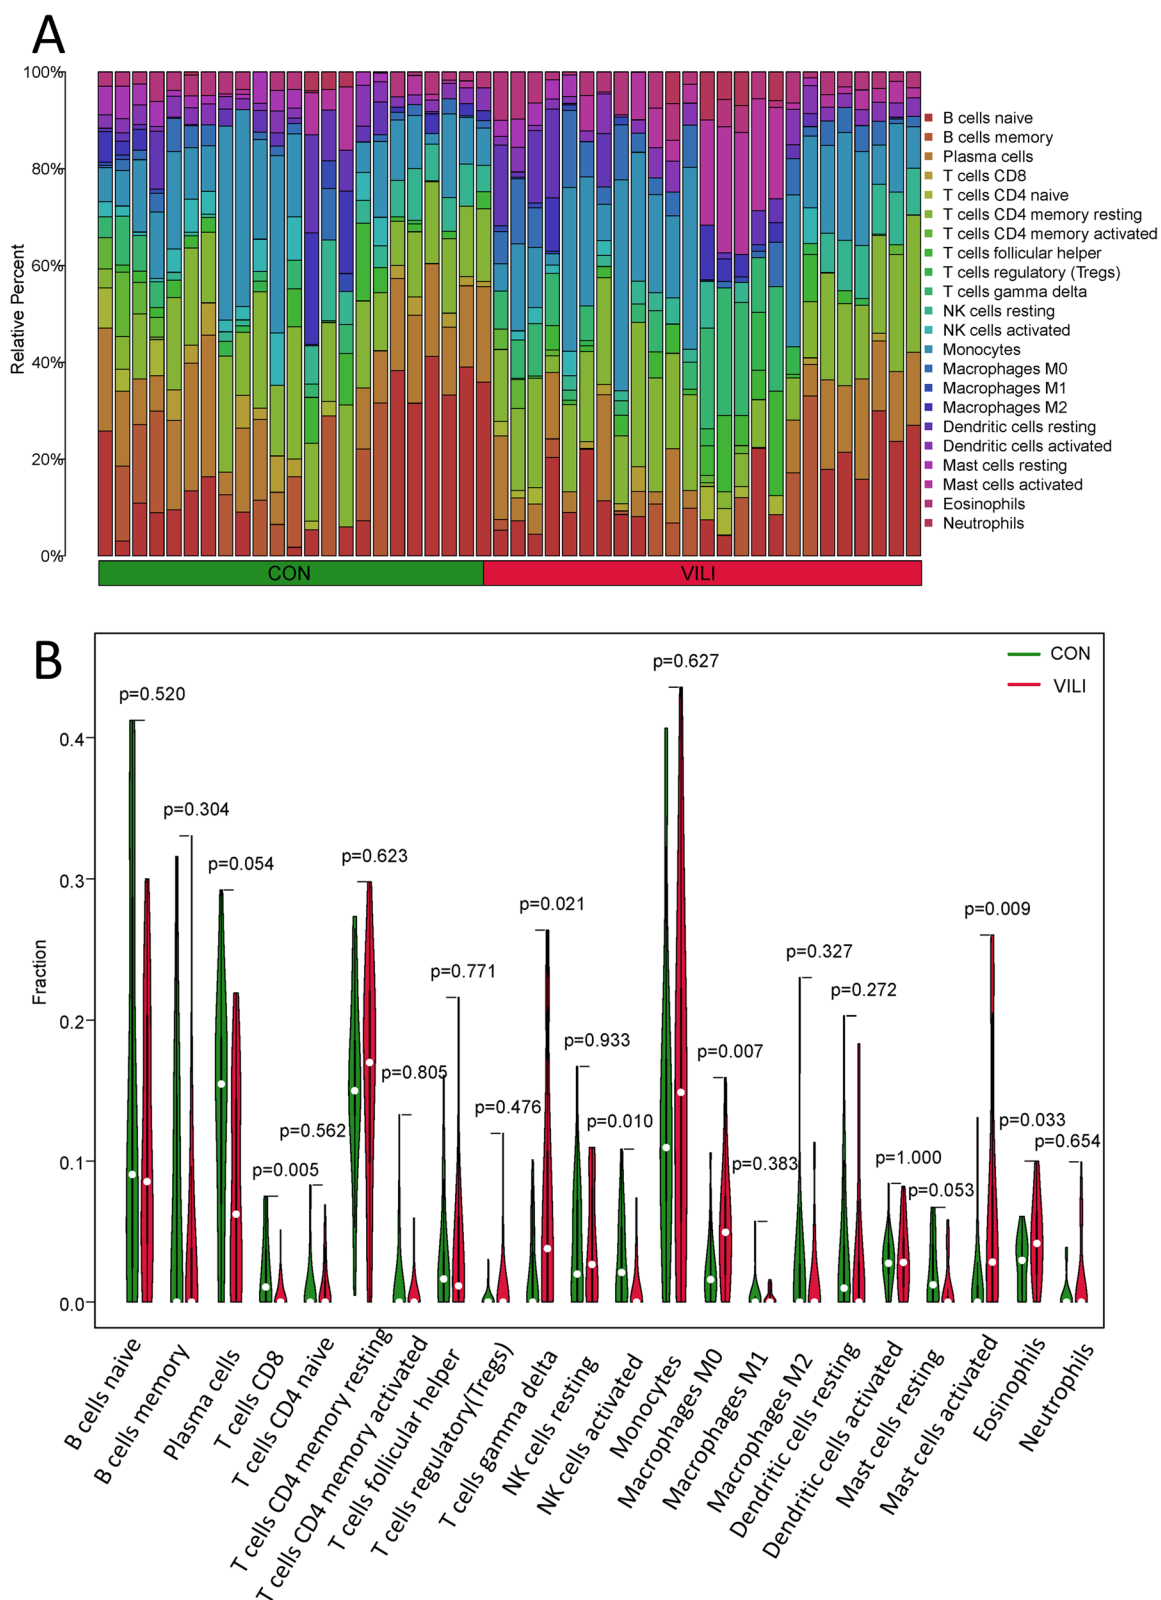 A
100%
80%
60%
40%
20%
0%
Relative Percent
B cells naive
B cells memory
Plasma cells
T cells CD8
T cells CD4 naive
T cells CD4 memory resting
T cells CD4 memory activated
T cells follicular helper
T cells regulatory (Tregs)
T cells gamma delta
NK cells resting
NK cells activated
Monocytes
Macrophages M0
Macrophages M1
Macrophages M2
Dendritic cells resting
Dendritic cells activated
Mast cells resting
Mast cells activated
Eosinophils
Neutrophils
CON VILI
B
CON
VILI
0.4
0.3
0.2
0.1
0.0
Fraction
p=0.520
p=0.304
p=0.054
p=0.005
p=0.562
p=0.623
p=0.805
p=0.771
p=0.476
p=0.021
p=0.933
p=0.010
p=0.627
p=0.007
p=0.383
p=0.327
p=0.272
p=1.000
p=0.053
p=0.009
p=0.033
p=0.654
B cells naive
B cells memory
Plasma cells
T cells CD8
T cells CD4 naive
T cells CD4 memory resting
T cells CD4 memory activated
T cells follicular helper
T cells regulatory(Tregs)
T cells gamma delta
NK cells resting
NK cells activated
Monocytes
Macrophages M0
Macrophages M1
Macrophages M2
Dendritic cells resting
Dendritic cells activated
Mast cells resting
Mast cells activated
Eosinophils
Neutrophils